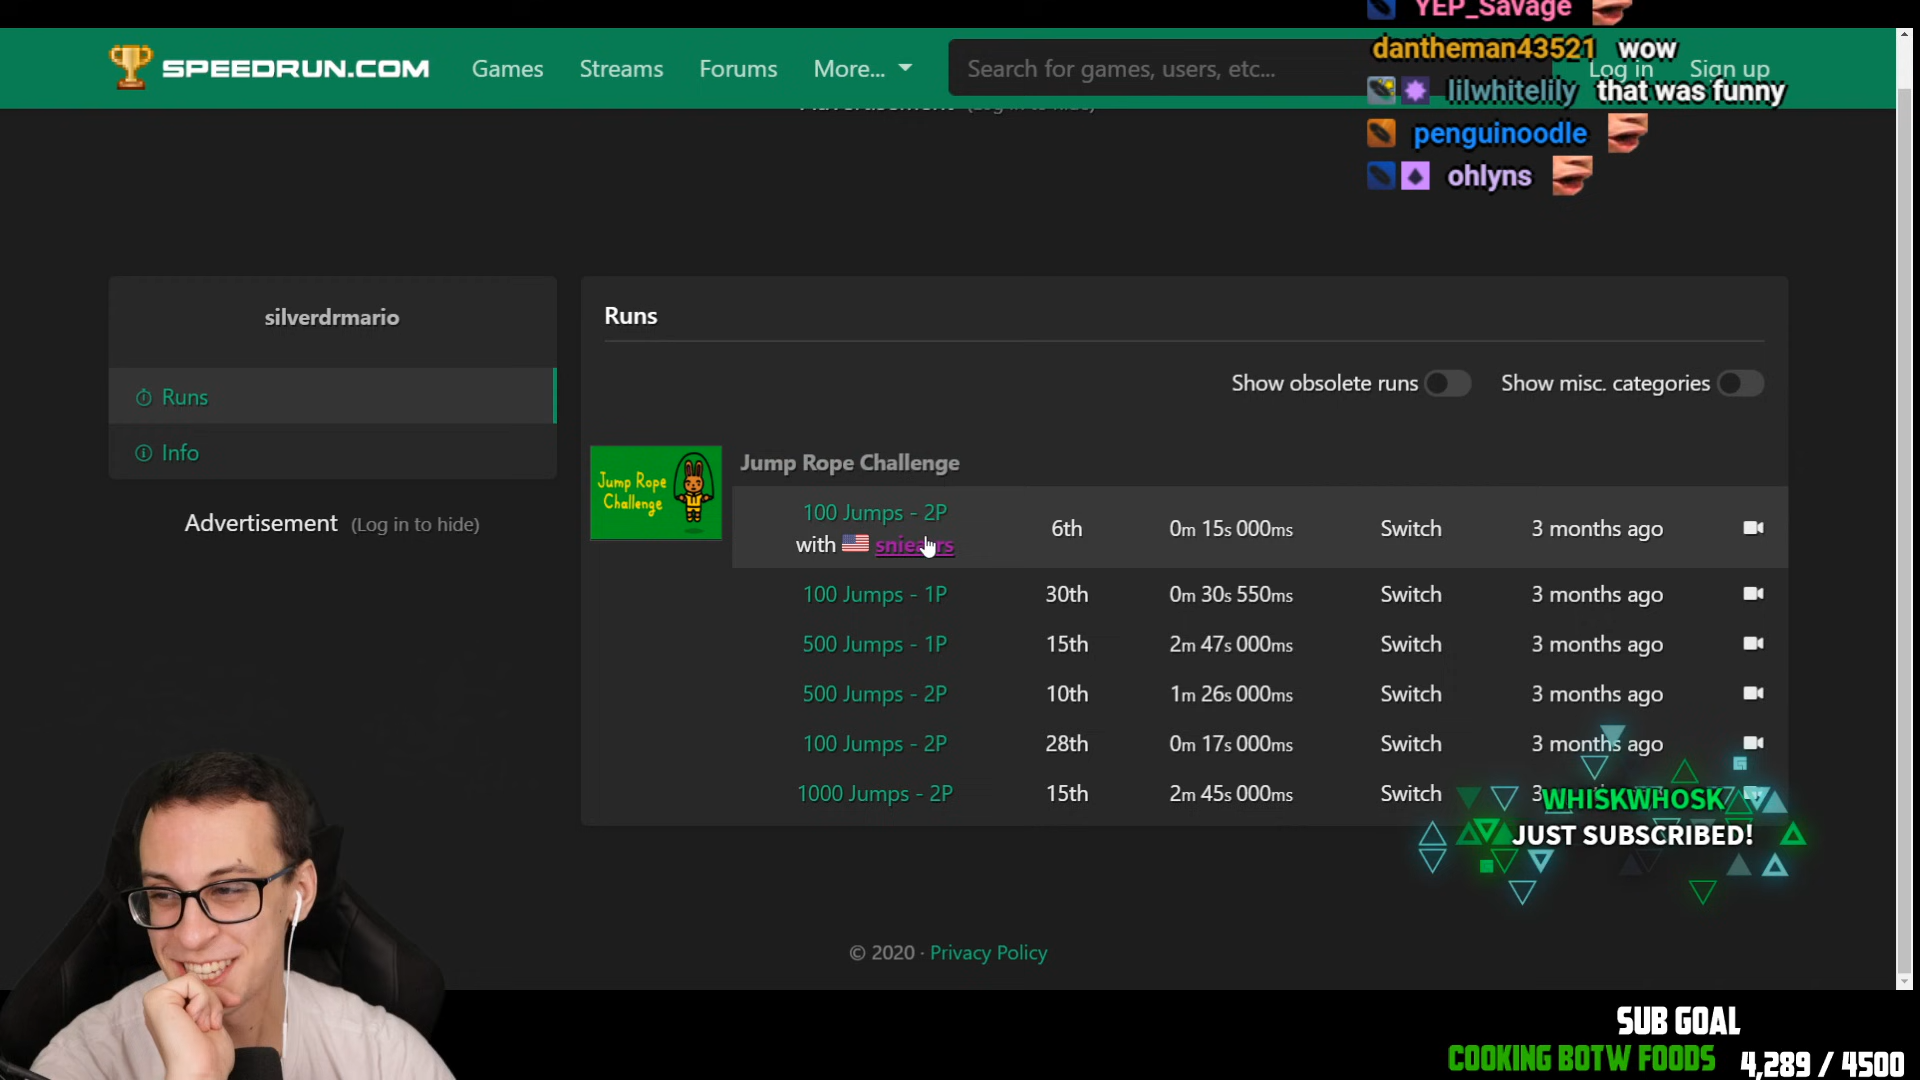 YEP_Savage
dantheman43521 wow
lilwhitelily that was funny
penguinoodle
ohlyns
SPEEDRUN.COM Games Streams Forums More... Search for games, users, etc... Log in Sign up
Advertisement (Log in to hide)
silverdrmario
Runs
Info
Advertisement (Log in to hide)
Runs
Show obsolete runs Show misc. categories
Jump Rope Challenge
Jump Rope Challenge
100 Jumps - 2P
with 6th 0m 15s 000ms Switch 3 months ago
100 Jumps - 1P 30th 0m 30s 550ms Switch 3 months ago
500 Jumps - 1P 15th 2m 47s 000ms Switch 3 months ago
500 Jumps - 2P 10th 1m 26s 000ms Switch 3 months ago
100 Jumps - 2P 28th 0m 17s 000ms Switch 3 months ago
1000 Jumps - 2P 15th 2m 45s 000ms Switch 3
WHISKWHOSK
JUST SUBSCRIBED!
© 2020 · Privacy Policy
SUB GOAL
COOKING BOTW FOODS 4,289 / 4500